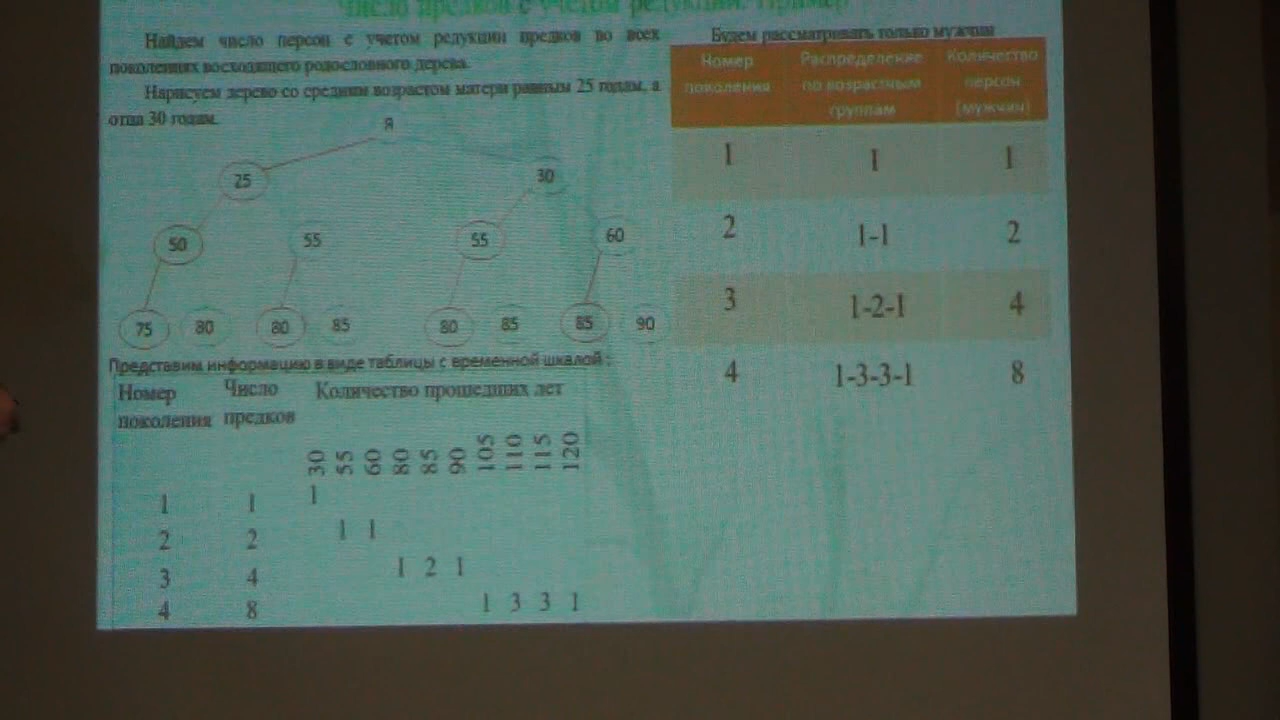 Число предков с учетом редукции. Пример
Найдем число персон с учетом редукции предков во всех
поколениях восходящего родословного дерева.
Нарисуем дерево со средним возрастом матери равным 25 годам, а
отца 30 годам.
Я
25 30
50 55 55 60
75 80 80 85 80 85 85 90
Представим информацию в виде таблицы с временной шкалой :
Номер Число Количество прошедших лет
поколения предков
30 55 60 80 85 90 105 110 115 120
1 1 1
2 2 1 1
3 4 1 2 1
4 8 1 3 3 1
Будем рассматривать только мужчин
Номер Распределение Количество
поколения по возрастным персон
группам (мужчин)
1 1 1
2 1-1 2
3 1-2-1 4
4 1-3-3-1 8